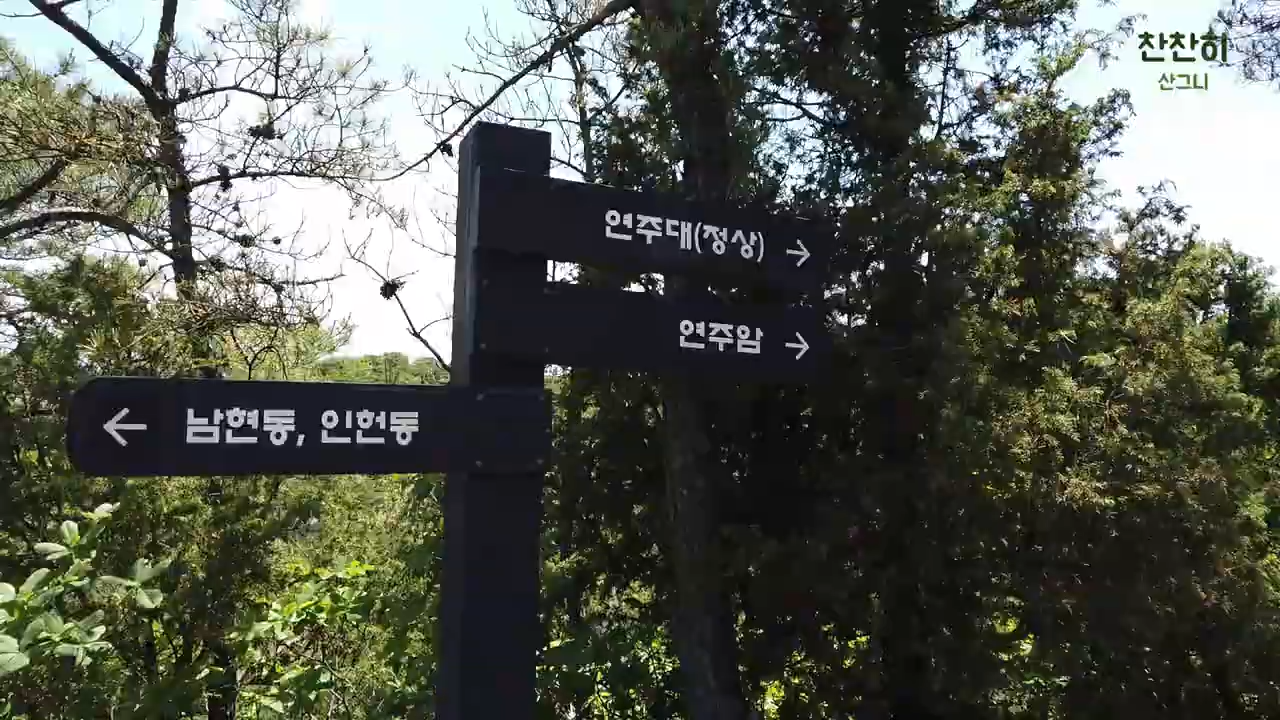 찬찬히
산그니
연주대(정상) →
연주암 →
← 남현동, 인헌동